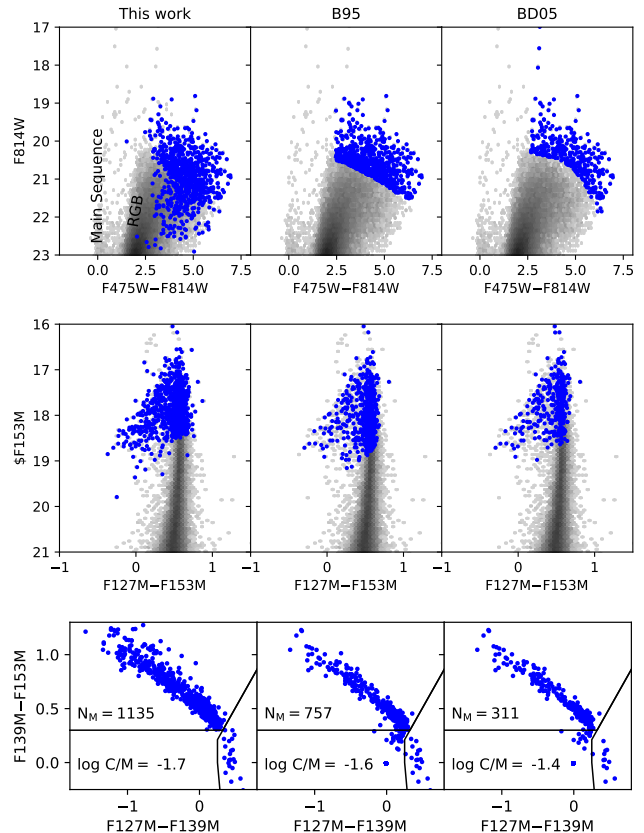 This work B95 BD05
17
18
19
20
21
22
23
F814W
Main Sequence
RGB
0.0 2.5 5.0 7.5 0.0 2.5 5.0 7.5 0.0 2.5 5.0 7.5
F475W−F814W F475W−F814W F475W−F814W
16
17
18
19
20
21
$F153M
−1 0 1 −1 0 1 −1 0 1
F127M−F153M F127M−F153M F127M−F153M
1.0
0.5
0.0
F139M−F153M
N_M = 1135 N_M = 757 N_M = 311
log C/M = -1.7 log C/M = -1.6 log C/M = -1.4
−1 0 −1 0 −1 0
F127M−F139M F127M−F139M F127M−F139M